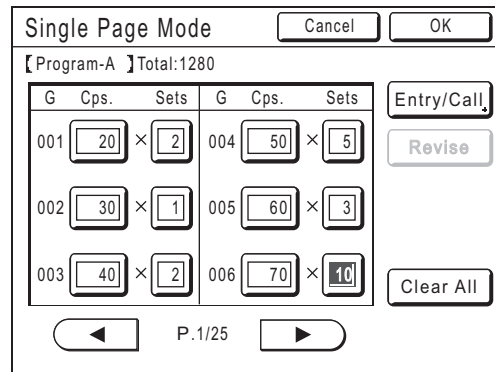 Single Page Mode Cancel OK
【Program-A 】Total:1280
G Cps. Sets G Cps. Sets Entry/Call
001 20 × 2 004 50 × 5 Revise
002 30 × 1 005 60 × 3
003 40 × 2 006 70 × 10 Clear All
◀ P.1/25 ▶